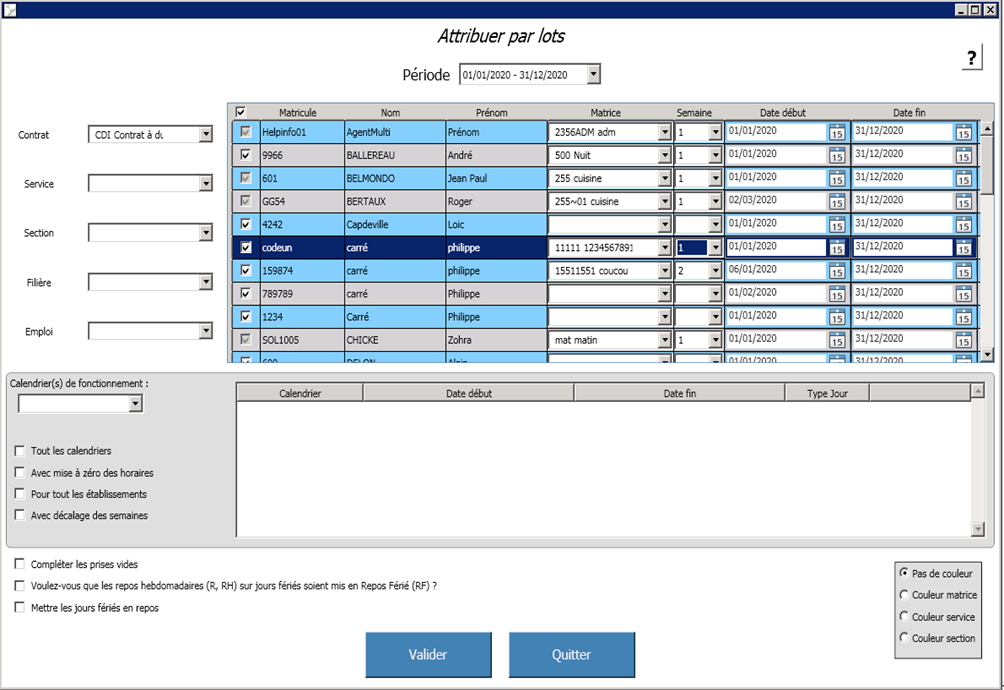 Attribuer par lots
?
Période 01/01/2020 - 31/12/2020
Contrat CDI Contrat à du
Service
Section
Filière
Emploi
Matricule Nom Prénom Matrice Semaine Date début Date fin
Helpinfo01 AgentMulti Prénom 2356ADM adm 1 01/01/2020 15 31/12/2020 15
9966 BALLEREAU André 500 Nuit 1 01/01/2020 15 31/12/2020 15
601 BELMONDO Jean Paul 255 cuisine 1 01/01/2020 15 31/12/2020 15
GG54 BERTAUX Roger 255~01 cuisine 1 02/03/2020 15 31/12/2020 15
4242 Capdeville Loic 01/01/2020 15 31/12/2020 15
codeun carré philippe 11111 1234567891 1 01/01/2020 15 31/12/2020 15
159874 carré philippe 15511551 coucou 2 06/01/2020 15 31/12/2020 15
789789 carré Philippe 01/02/2020 15 31/12/2020 15
1234 Carré Philippe 01/01/2020 15 31/12/2020 15
SOL1005 CHICKE Zohra mat matin 1 01/01/2020 15 31/12/2020 15
600 DELON Alain 01/01/2020 31/12/2020
Calendrier(s) de fonctionnement :
Calendrier Date début Date fin Type Jour
Tout les calendriers
Avec mise à zéro des horaires
Pour tout les établissements
Avec décalage des semaines
Compléter les prises vides
Voulez-vous que les repos hebdomadaires (R, RH) sur jours fériés soient mis en Repos Férié (RF) ?
Mettre les jours fériés en repos
Pas de couleur
Couleur matrice
Couleur service
Couleur section
Valider Quitter